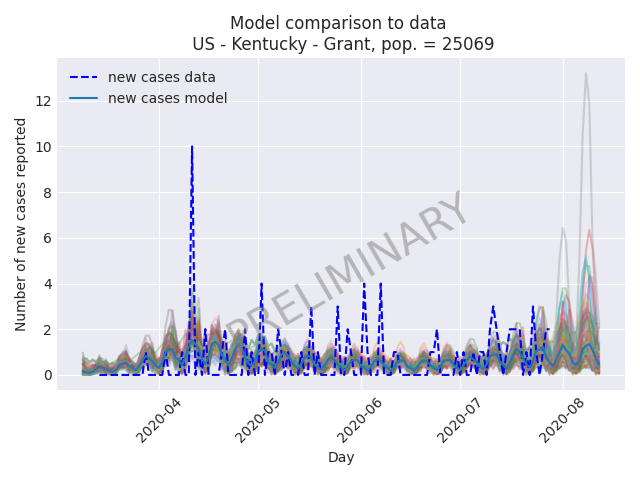 Model comparison to data
US - Kentucky - Grant, pop. = 25069
new cases data
new cases model
PRELIMINARY
Number of new cases reported
12
10
8
6
4
2
0
2020-04
2020-05
2020-06
2020-07
2020-08
Day